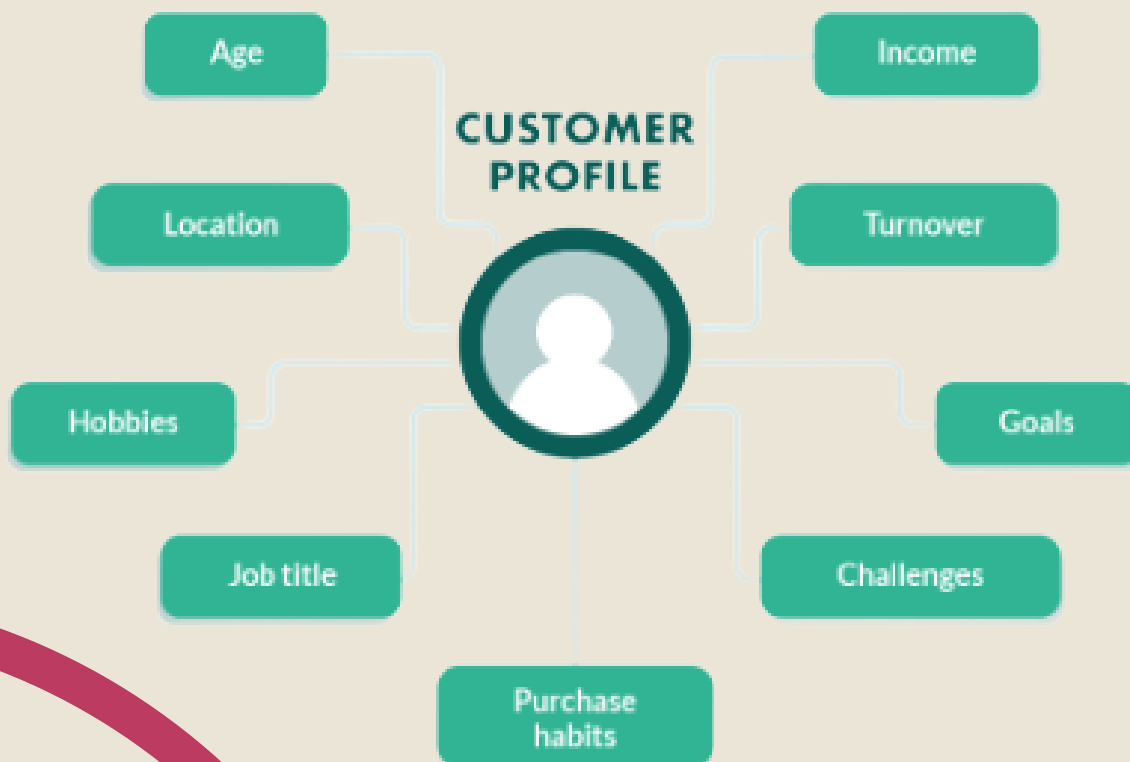 Age
Income
CUSTOMER
PROFILE
Location
Turnover
Hobbies
Goals
Job title
Challenges
Purchase
habits